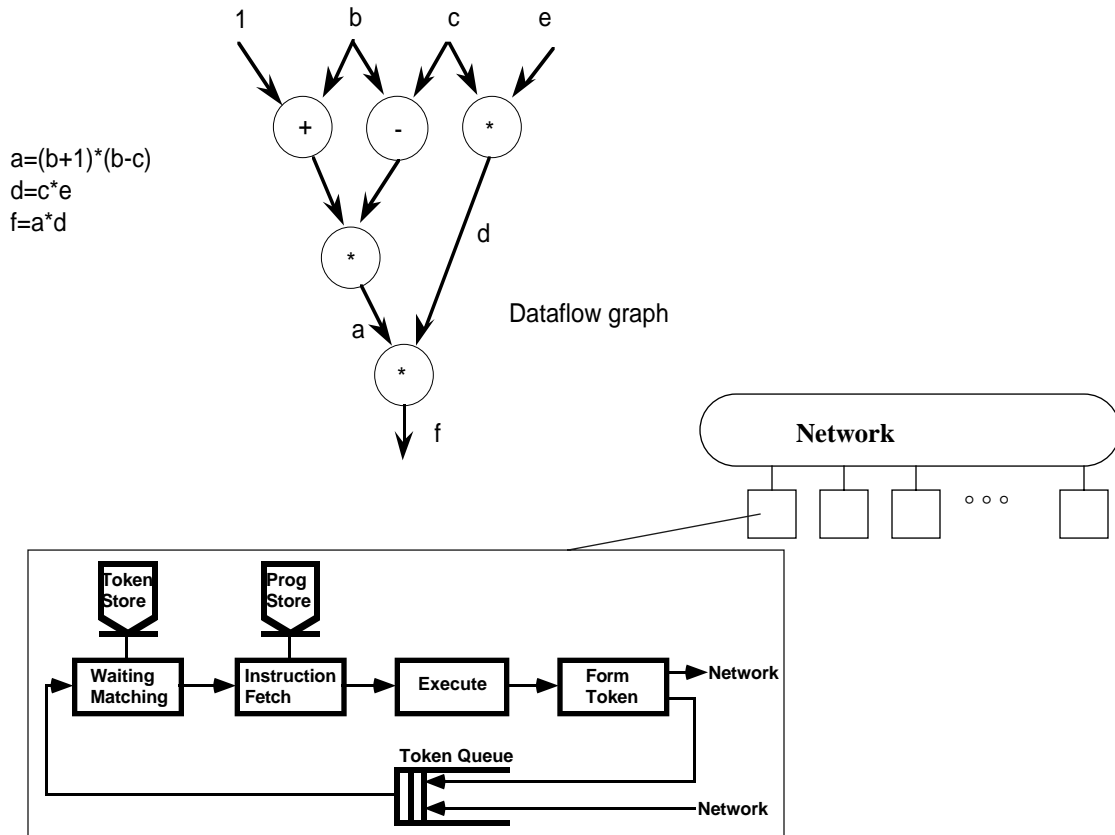 1 b c e
+ - *
a=(b+1)*(b-c)
d=c*e
f=a*d
*
d
a
Dataflow graph
*
f
Network
Token
Store
Prog
Store
Waiting
Matching
Instruction
Fetch
Execute
Form
Token
Network
Token Queue
Network